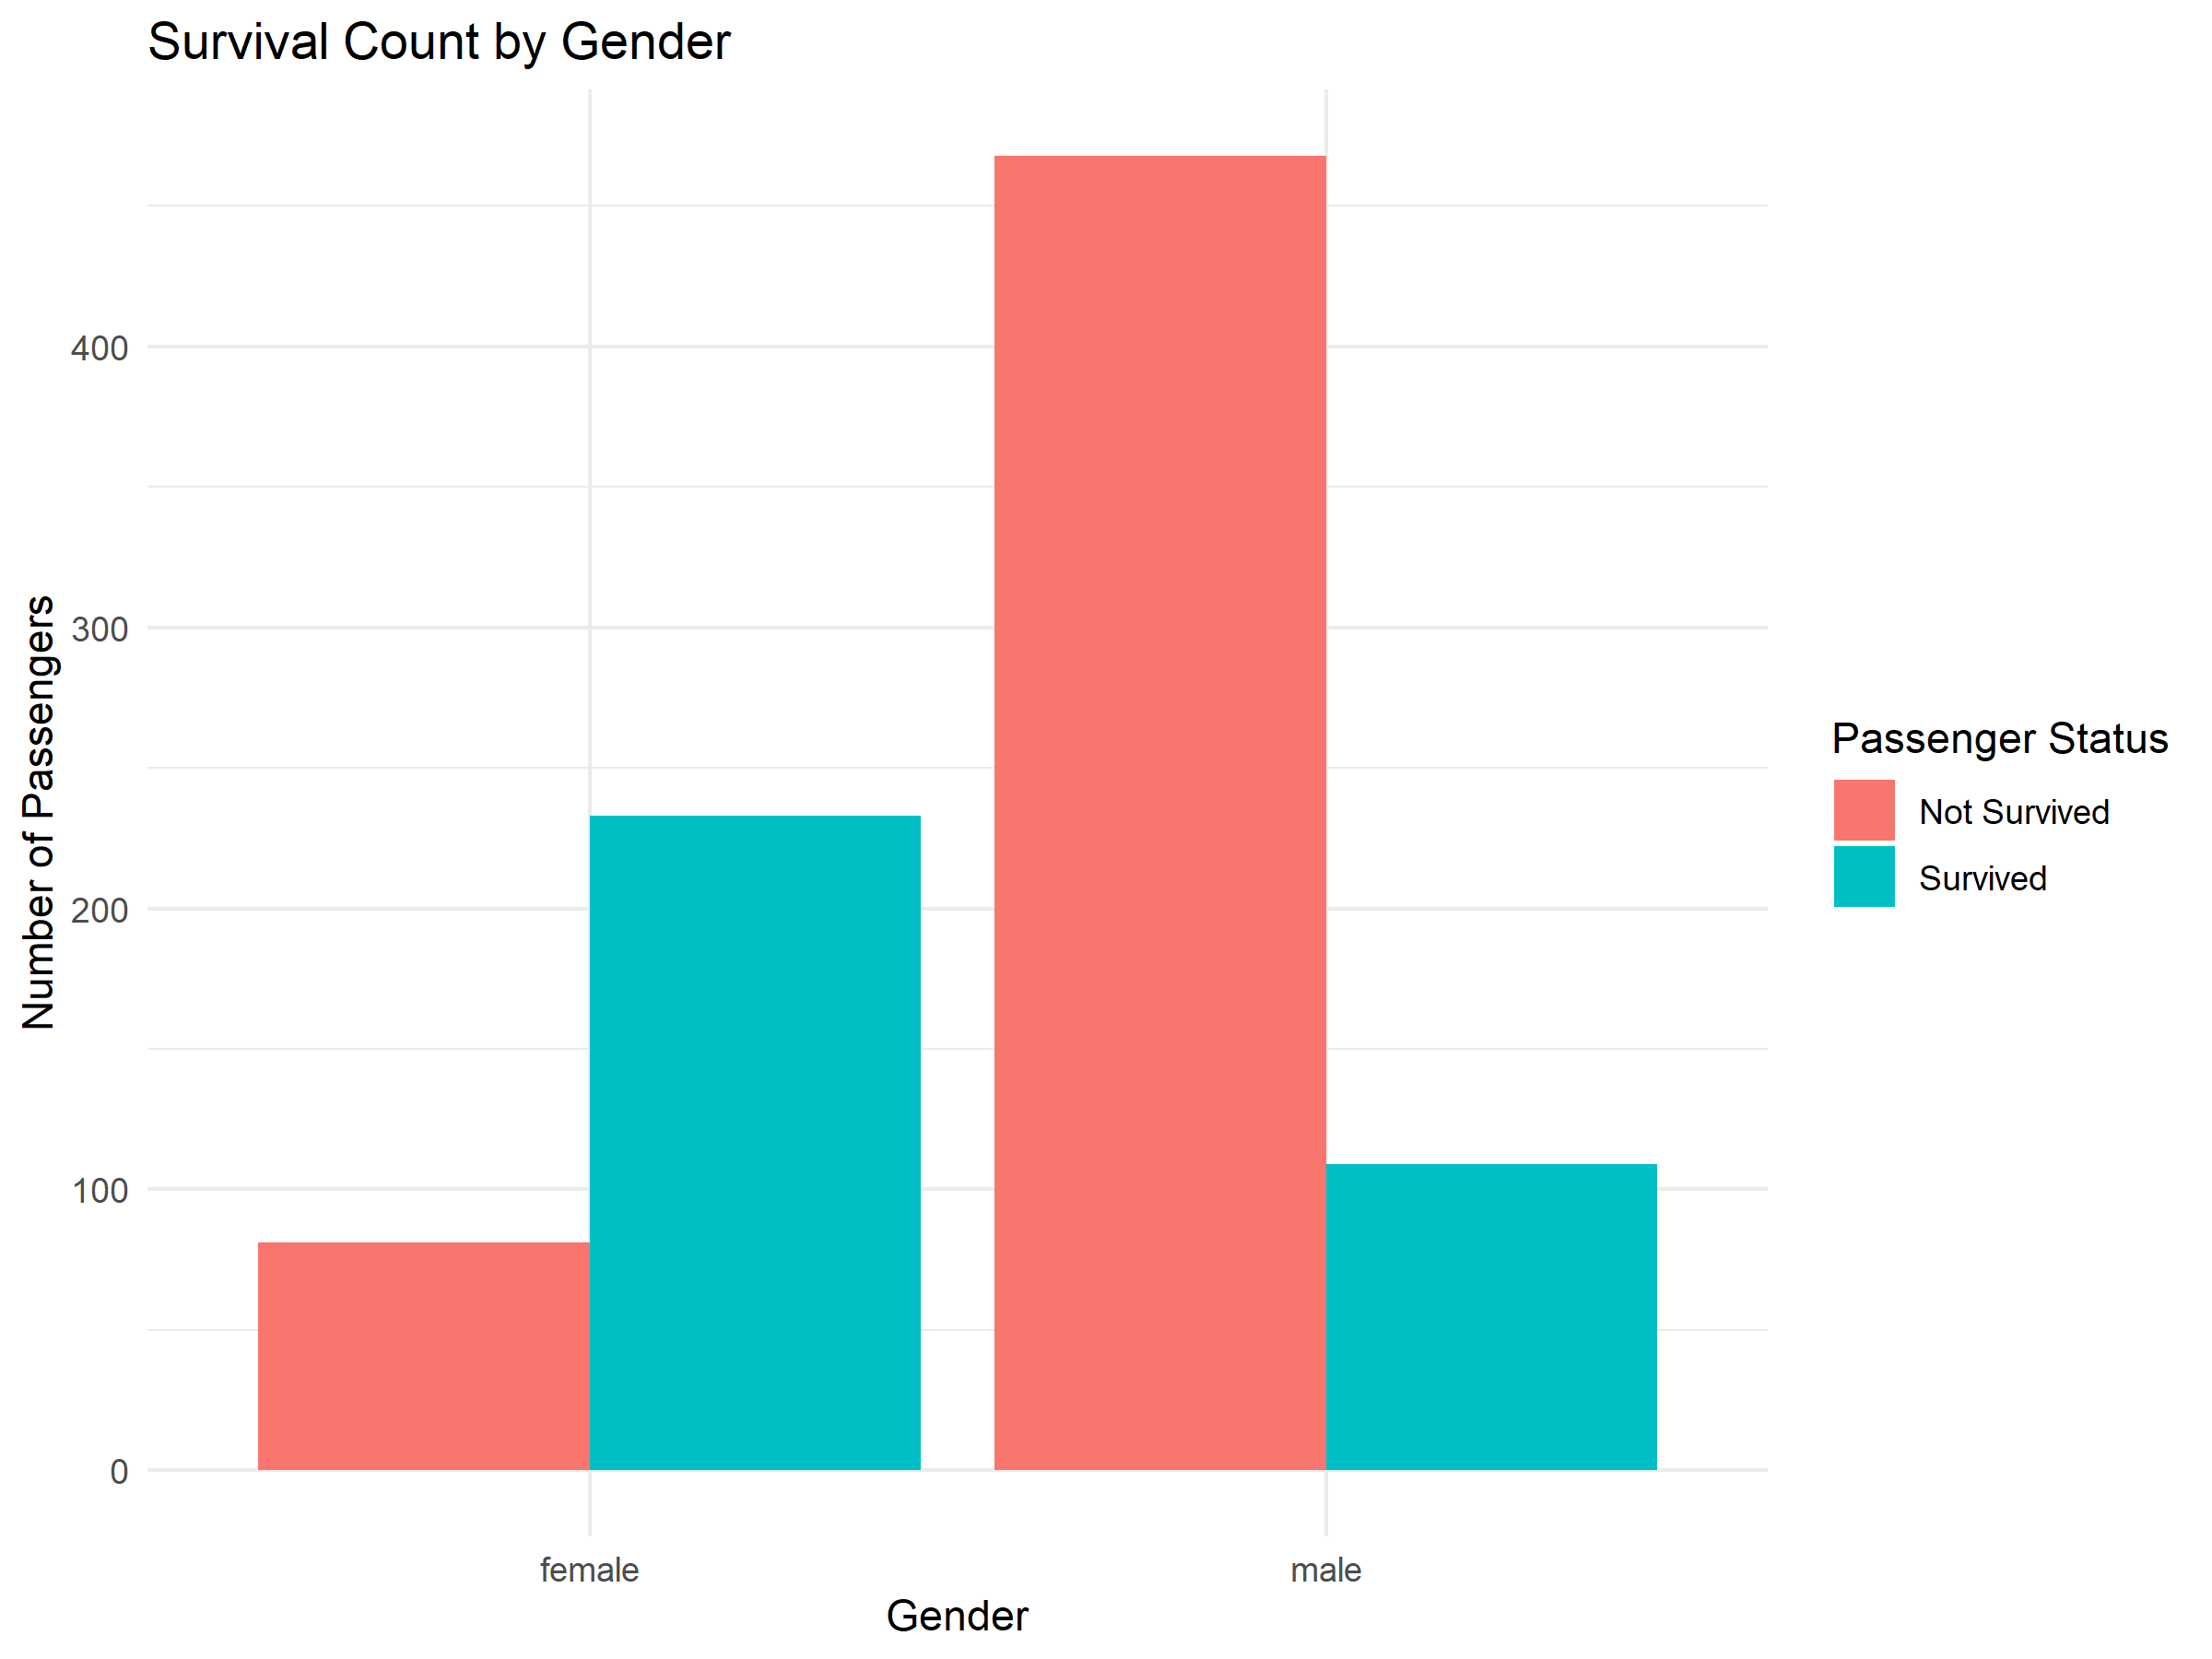 Survival Count by Gender
Number of Passengers
400
300
200
100
0
female
male
Gender
Passenger Status
Not Survived
Survived